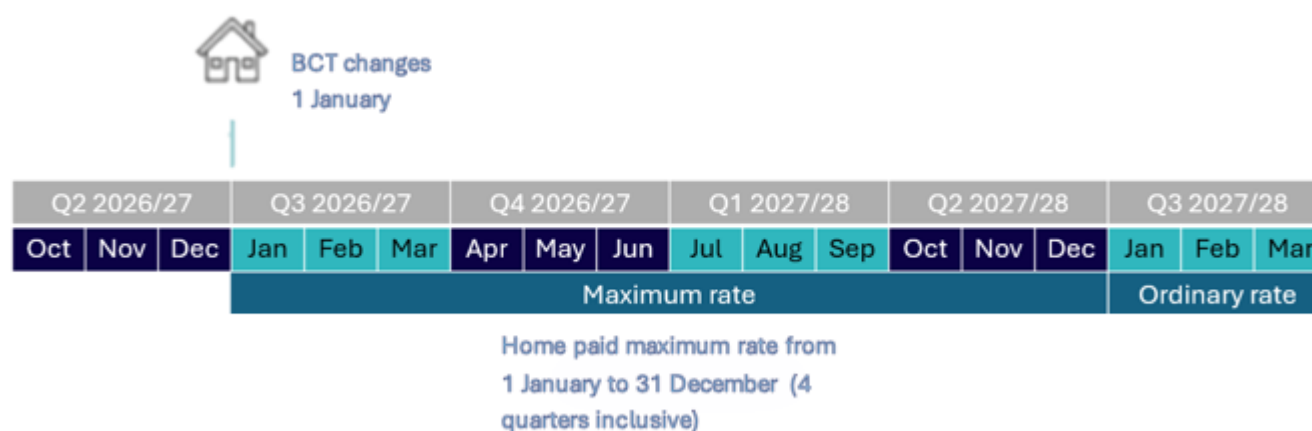 BCT changes
1 January
Q2 2026/27 Q3 2026/27 Q4 2026/27 Q1 2027/28 Q2 2027/28 Q3 2027/28
Oct Nov Dec Jan Feb Mar Apr May Jun Jul Aug Sep Oct Nov Dec Jan Feb Mar
Maximum rate Ordinary rate
Home paid maximum rate from
1 January to 31 December (4
quarters inclusive)